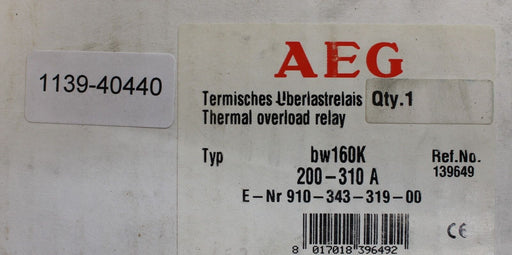 1139-40440
AEG
Termisches Überlastrelais Qty.1
Thermal overload relay
Typ bw160K Ref.No.
200-310 A 139649
E-Nr 910-343-319-00
CE
8 017018 396492